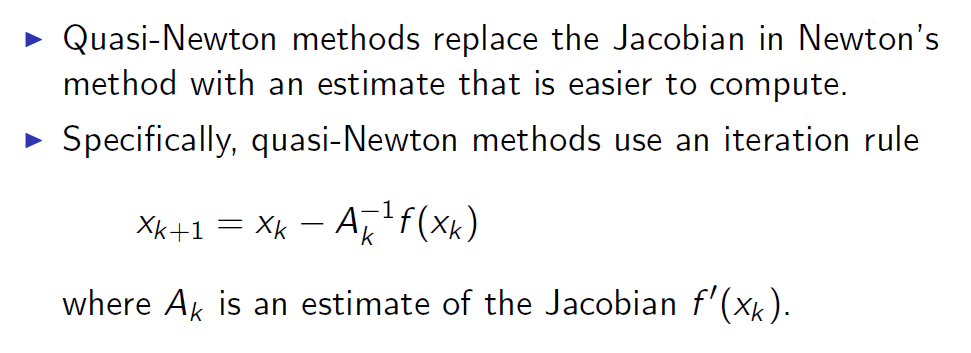 ▶ Quasi-Newton methods replace the Jacobian in Newton's
method with an estimate that is easier to compute.
▶ Specifically, quasi-Newton methods use an iteration rule
x_{k+1} = x_k − A_k^{−1} f(x_k)
where A_k is an estimate of the Jacobian f′(x_k).